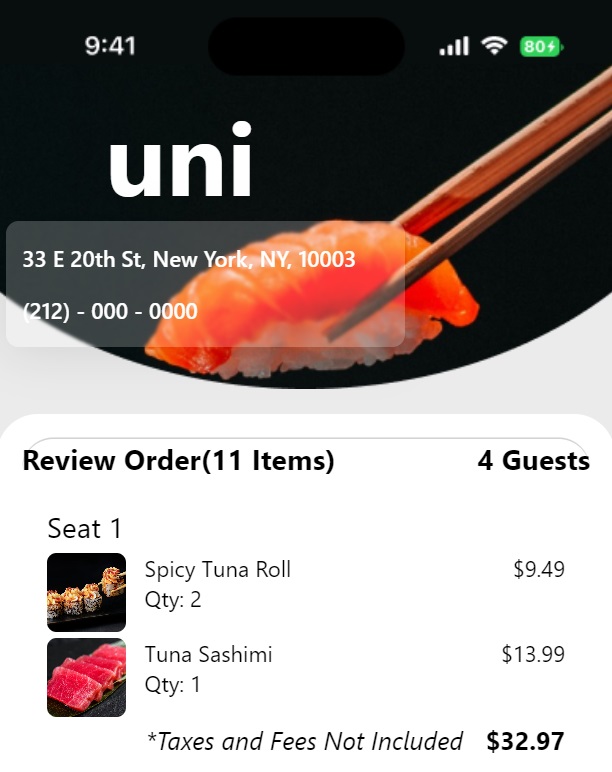 9:41
80
uni
33 E 20th St, New York, NY, 10003
(212) - 000 - 0000
Review Order(11 Items) 4 Guests
Seat 1
Spicy Tuna Roll $9.49
Qty: 2
Tuna Sashimi $13.99
Qty: 1
*Taxes and Fees Not Included $32.97